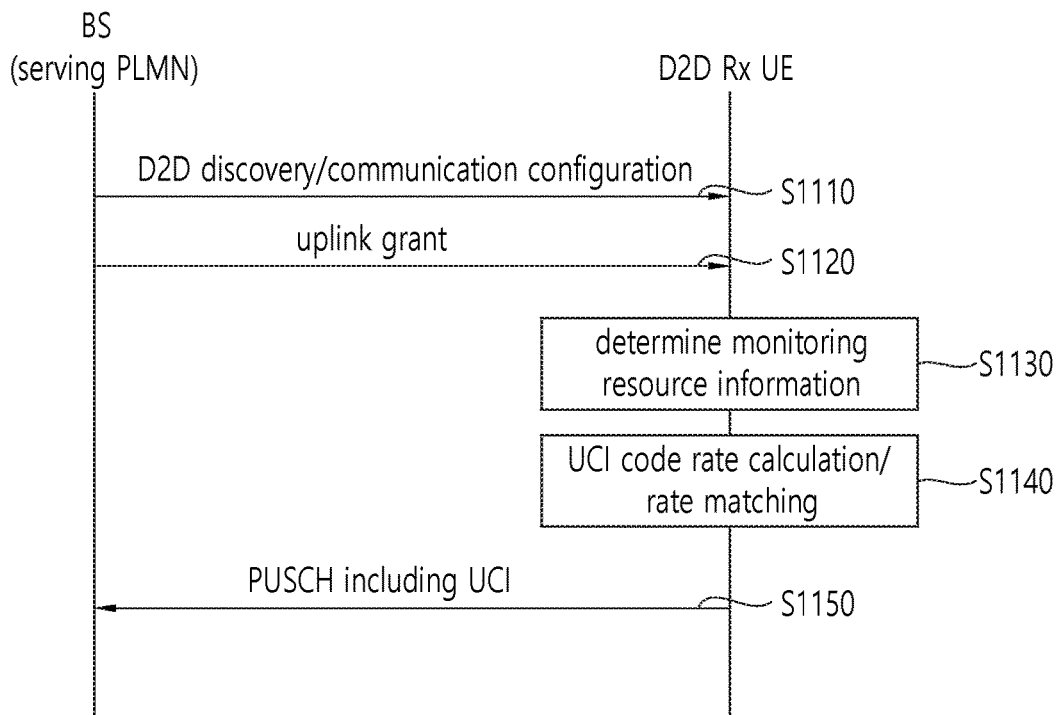 BS
(serving PLMN)
D2D Rx UE
D2D discovery/communication configuration
S1110
uplink grant
S1120
determine monitoring
resource information
S1130
UCI code rate calculation/
rate matching
S1140
PUSCH including UCI
S1150